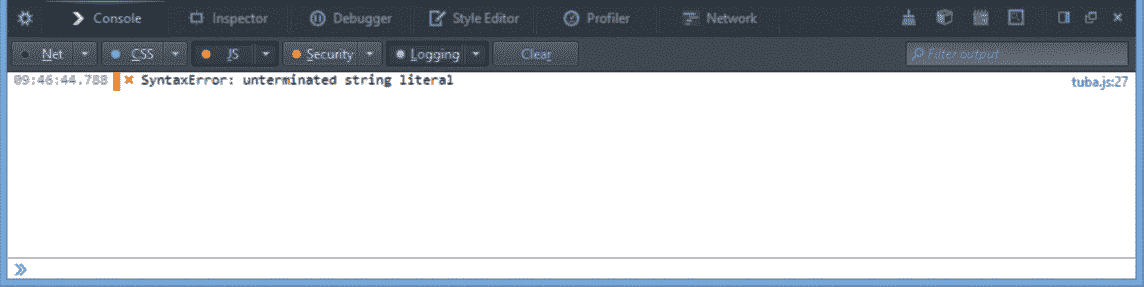 Console Inspector Debugger Style Editor Profiler Network
Net CSS JS Security Logging Clear Filter output
09:46:44.788 SyntaxError: unterminated string literal tuba.js:27